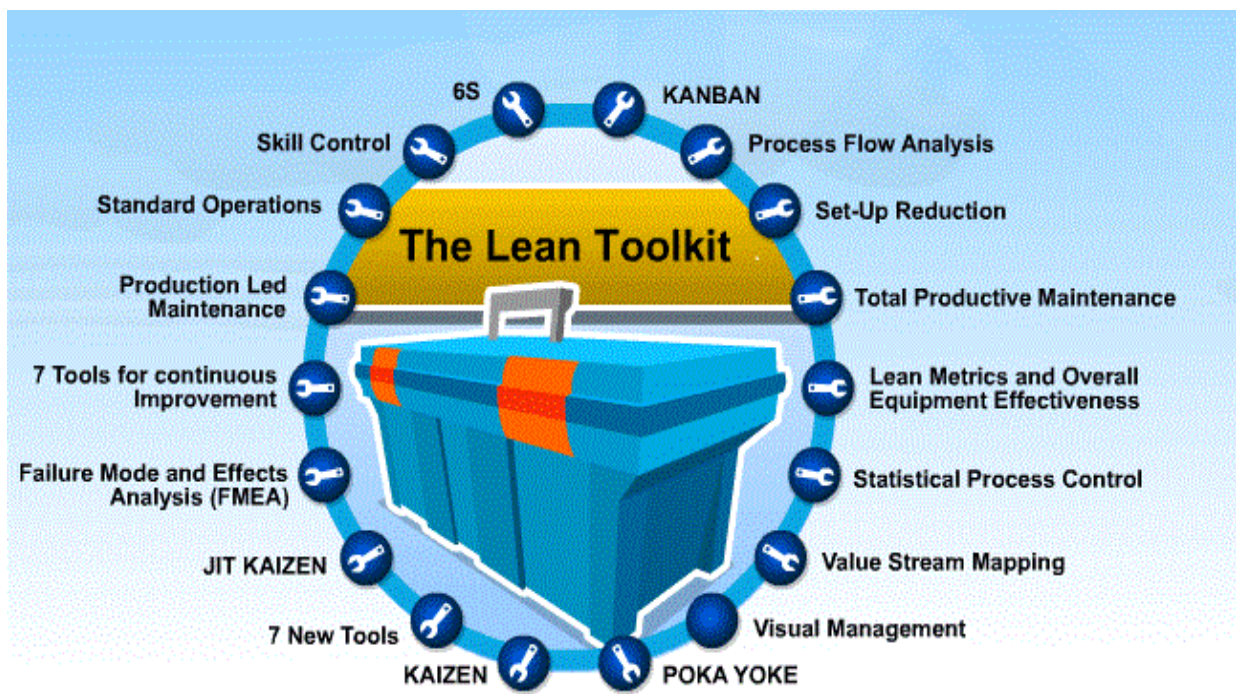 The Lean Toolkit
6S
KANBAN
Skill Control
Process Flow Analysis
Standard Operations
Set-Up Reduction
Production Led
Maintenance
Total Productive Maintenance
7 Tools for continuous
Improvement
Lean Metrics and Overall
Equipment Effectiveness
Failure Mode and Effects
Analysis (FMEA)
Statistical Process Control
JIT KAIZEN
Value Stream Mapping
7 New Tools
Visual Management
KAIZEN
POKA YOKE